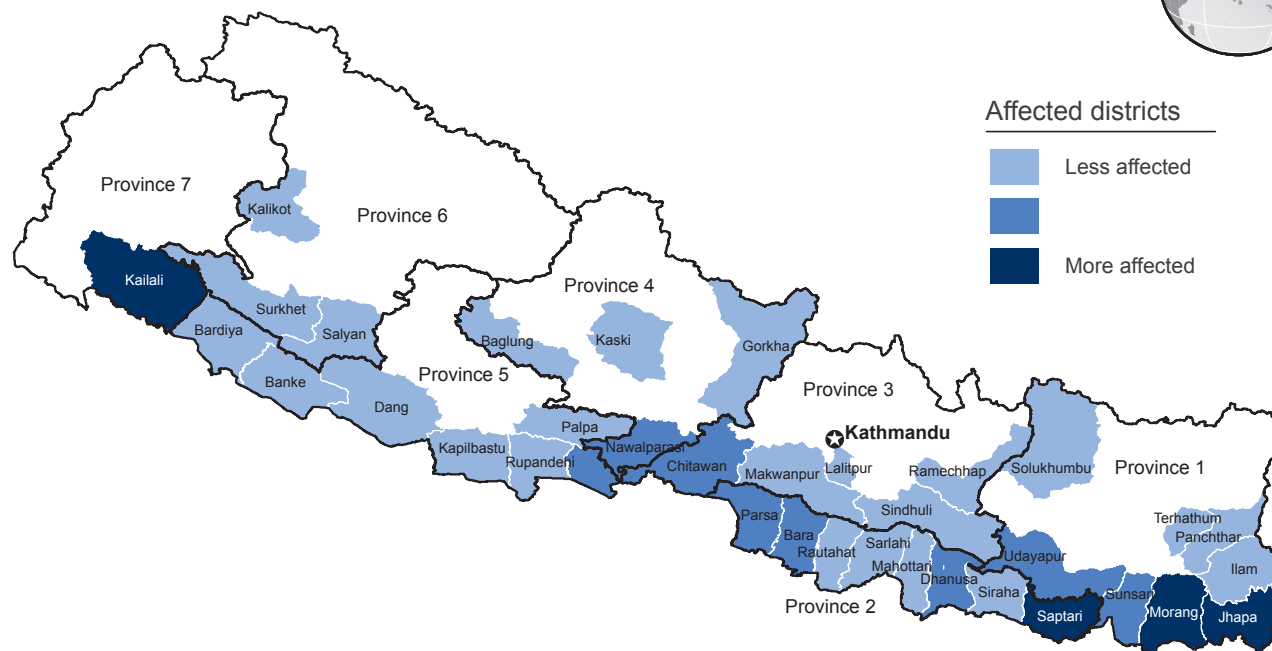 Affected districts
Less affected
More affected
Province 7
Kalikot
Province 6
Kailali
Province 4
Surkhet
Bardiya
Salyan
Baglung
Kaski
Gorkha
Banke
Province 5
Province 3
Dang
Palpa
Kathmandu
Kapilbastu
Nawalparasi
Rupandehi
Chitawan
Makwanpur
Lalitpur
Ramechhap
Solukhumbu
Province 1
Sindhuli
Parsa
Terhathum
Bara
Panchthar
Rautahat
Sarlahi
Udayapur
Mahottari
Ilam
Dhanusa
Siraha
Sunsari
Province 2
Saptari
Morang
Jhapa